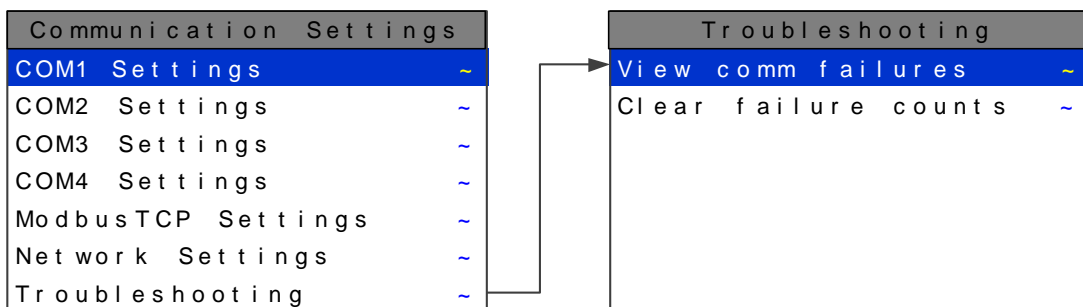 Communication Settings
COM1 Settings ~
COM2 Settings ~
COM3 Settings ~
COM4 Settings ~
ModbusTCP Settings ~
Network Settings ~
Troubleshooting ~
Troubleshooting
View comm failures ~
Clear failure counts ~